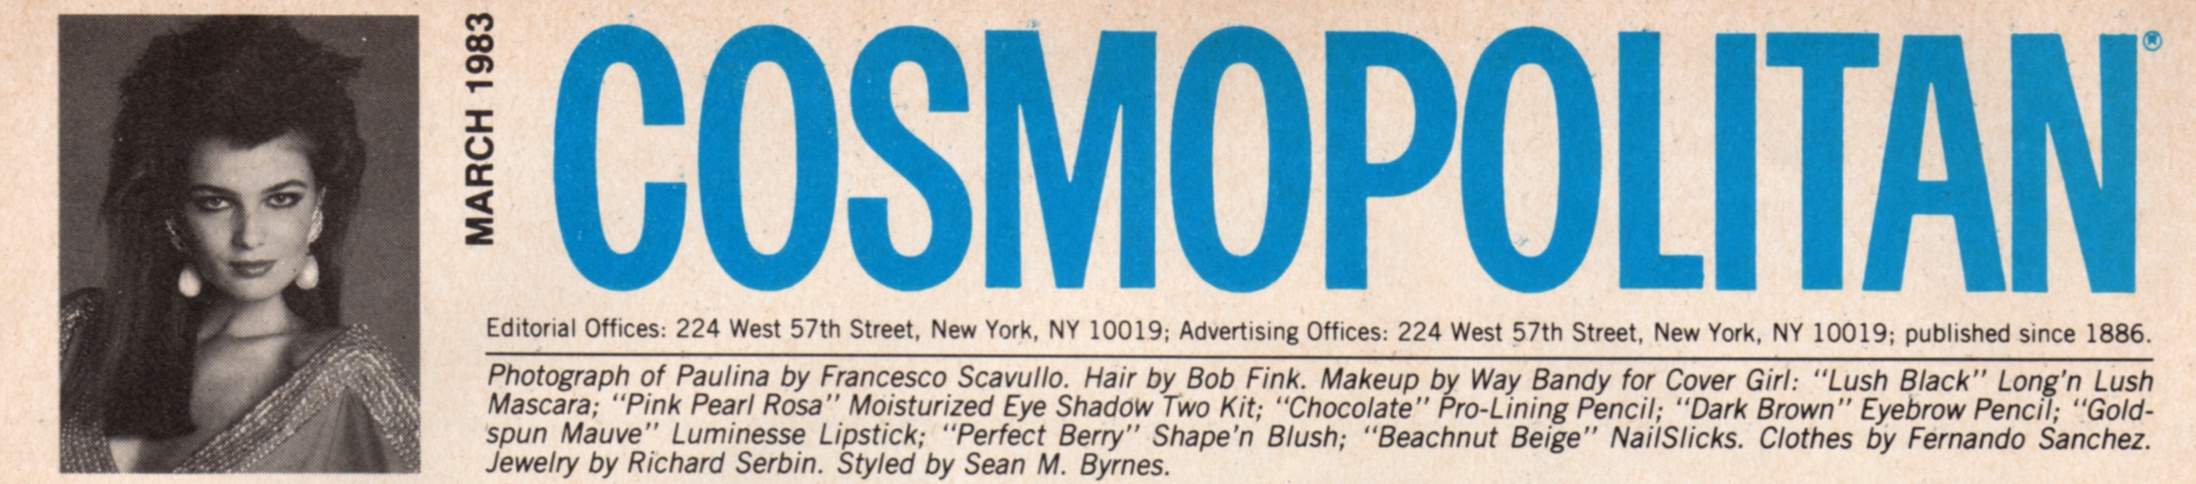 MARCH 1983
COSMOPOLITAN®
Editorial Offices: 224 West 57th Street, New York, NY 10019; Advertising Offices: 224 West 57th Street, New York, NY 10019; published since 1886.
Photograph of Paulina by Francesco Scavullo. Hair by Bob Fink. Makeup by Way Bandy for Cover Girl: “Lush Black” Long'n Lush
Mascara; “Pink Pearl Rosa” Moisturized Eye Shadow Two Kit; “Chocolate” Pro-Lining Pencil; “Dark Brown” Eyebrow Pencil; “Gold-
spun Mauve” Luminesse Lipstick; “Perfect Berry” Shape'n Blush; “Beachnut Beige” NailSlicks. Clothes by Fernando Sanchez.
Jewelry by Richard Serbin. Styled by Sean M. Byrnes.